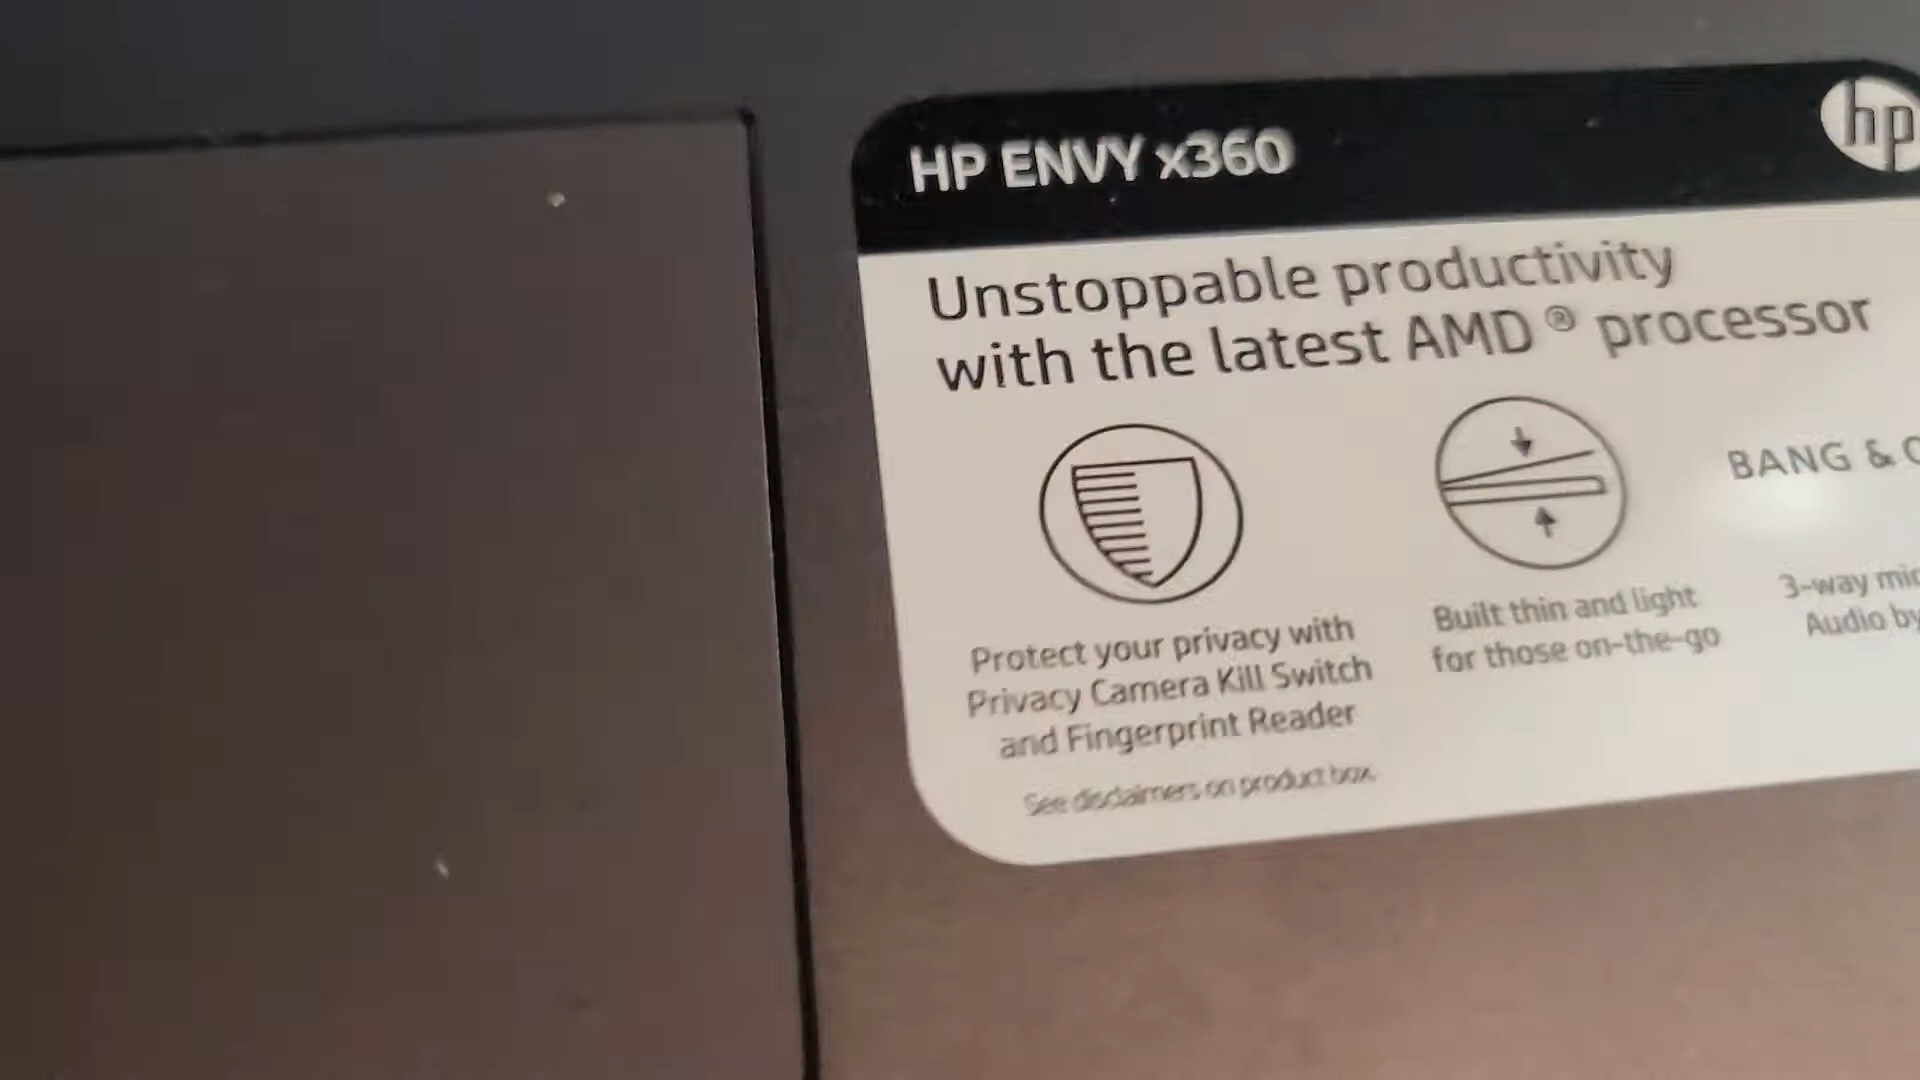 HP ENVY x360
hp
Unstoppable productivity
with the latest AMD® processor
BANG &
Protect your privacy with
Privacy Camera Kill Switch
and Fingerprint Reader
Built thin and light
for those on-the-go
3-way
Audio by
See disclaimers on product box.